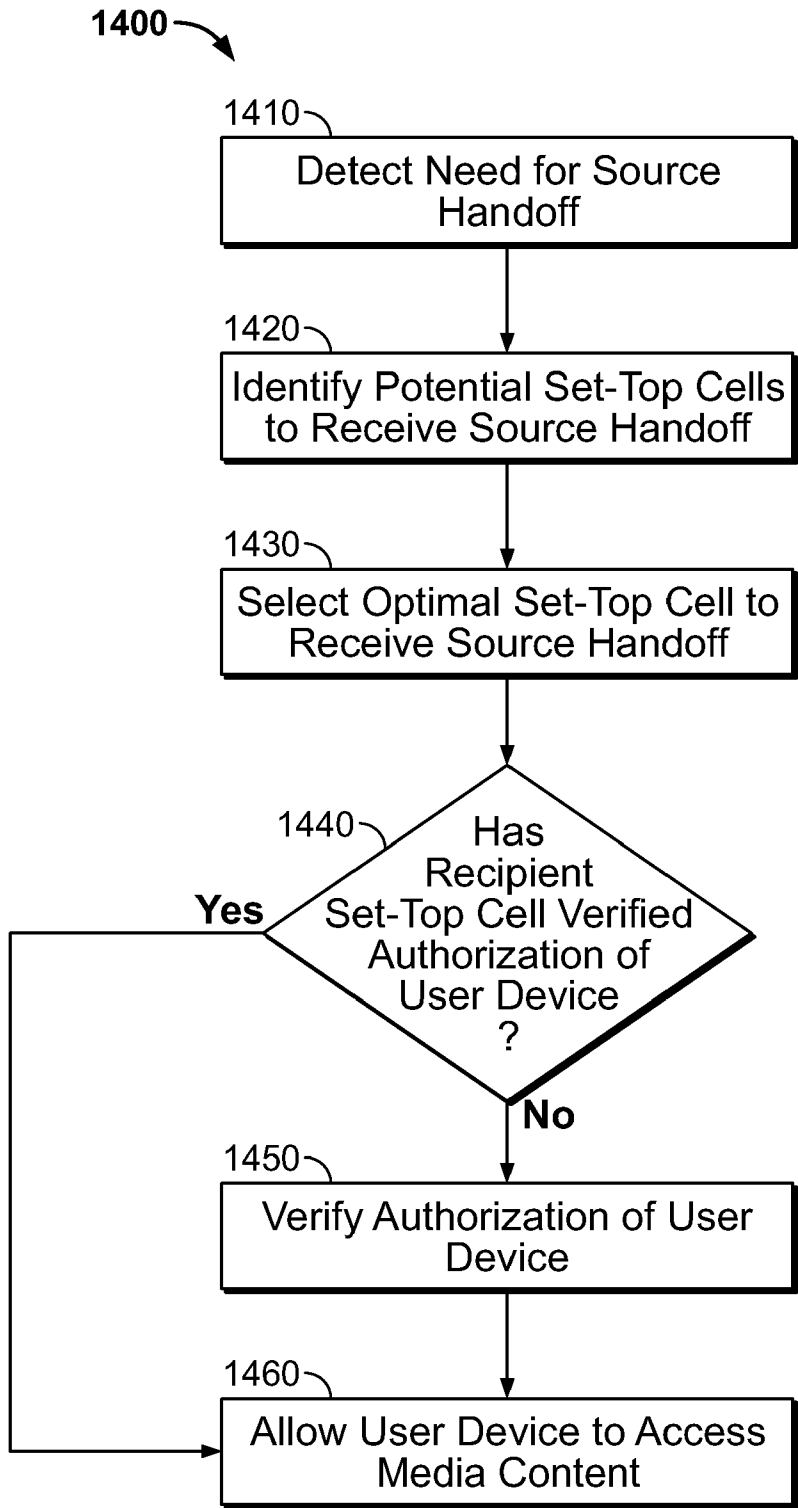 1400
1410
Detect Need for Source
Handoff
1420
Identify Potential Set-Top Cells
to Receive Source Handoff
1430
Select Optimal Set-Top Cell to
Receive Source Handoff
1440
Has
Recipient
Set-Top Cell Verified
Authorization of
User Device
?
Yes
No
1450
Verify Authorization of User
Device
1460
Allow User Device to Access
Media Content